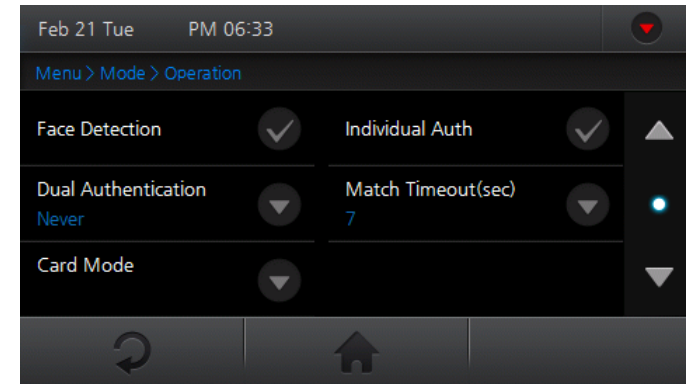 Feb 21 Tue PM 06:33
Menu > Mode > Operation
Face Detection
Individual Auth
Dual Authentication
Never
Match Timeout(sec)
7
Card Mode